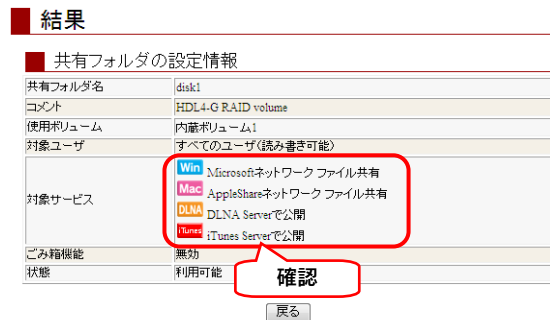 結果
共有フォルダの設定情報
共有フォルダ名 disk1
コメント HDL4-G RAID volume
使用ボリューム 内蔵ボリューム1
対象ユーザ すべてのユーザ(読み書き可能)
対象サービス
Win Microsoftネットワーク ファイル共有
Mac AppleShareネットワーク ファイル共有
DLNA DLNA Serverで公開
iTunes iTunes Serverで公開
ごみ箱機能 無効
状態 利用可能
確認
戻る